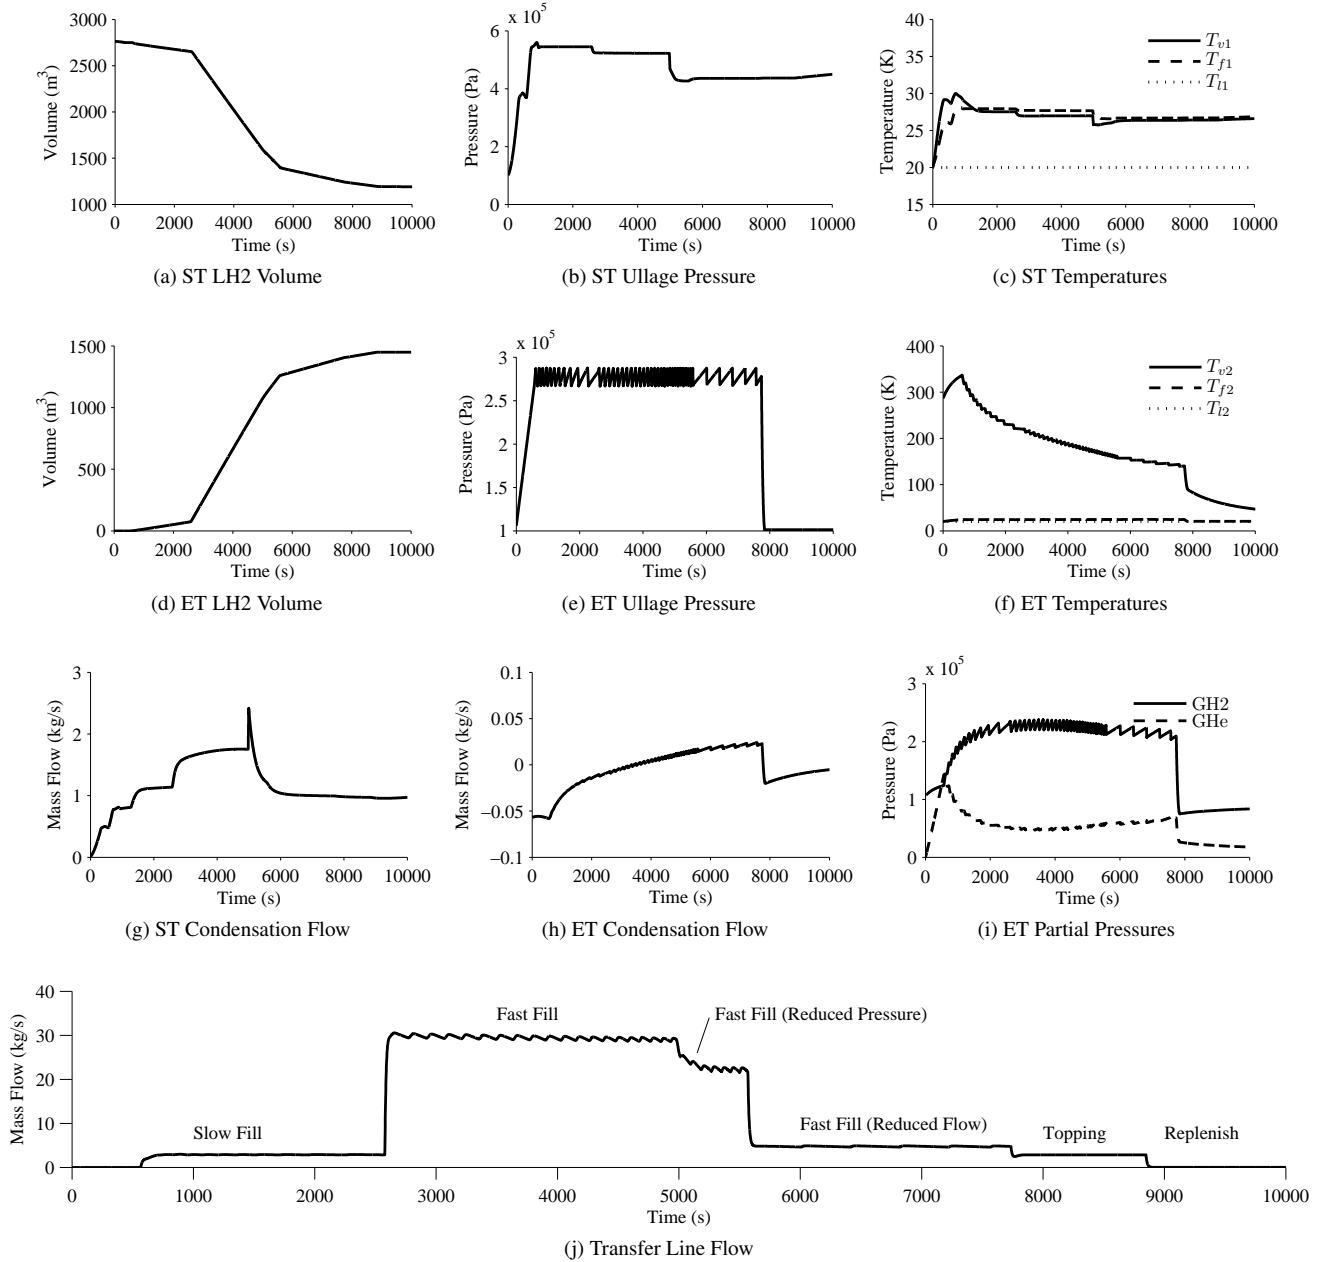 3000
2500
2000
1500
1000
Volume (m3)
0 2000 4000 6000 8000 10000
Time (s)
(a) ST LH2 Volume
x 10^5
6
4
2
0
Pressure (Pa)
0 2000 4000 6000 8000 10000
Time (s)
(b) ST Ullage Pressure
40
35
30
25
20
15
Temperature (K)
Tv1
Tf1
Tl1
0 2000 4000 6000 8000 10000
Time (s)
(c) ST Temperatures
1500
1000
500
0
Volume (m3)
0 2000 4000 6000 8000 10000
Time (s)
(d) ET LH2 Volume
x 10^5
3
2.5
2
1.5
1
Pressure (Pa)
0 2000 4000 6000 8000 10000
Time (s)
(e) ET Ullage Pressure
400
300
200
100
0
Temperature (K)
Tv2
Tf2
Tl2
0 2000 4000 6000 8000 10000
Time (s)
(f) ET Temperatures
3
2
1
0
Mass Flow (kg/s)
0 2000 4000 6000 8000 10000
Time (s)
(g) ST Condensation Flow
0.1
0.05
0
−0.05
−0.1
Mass Flow (kg/s)
0 2000 4000 6000 8000 10000
Time (s)
(h) ET Condensation Flow
x 10^5
3
2
1
0
Pressure (Pa)
GH2
GHe
0 2000 4000 6000 8000 10000
Time (s)
(i) ET Partial Pressures
40
30
20
10
0
Mass Flow (kg/s)
Slow Fill
Fast Fill
Fast Fill (Reduced Pressure)
Fast Fill (Reduced Flow)
Topping
Replenish
0 1000 2000 3000 4000 5000 6000 7000 8000 9000 10000
Time (s)
(j) Transfer Line Flow